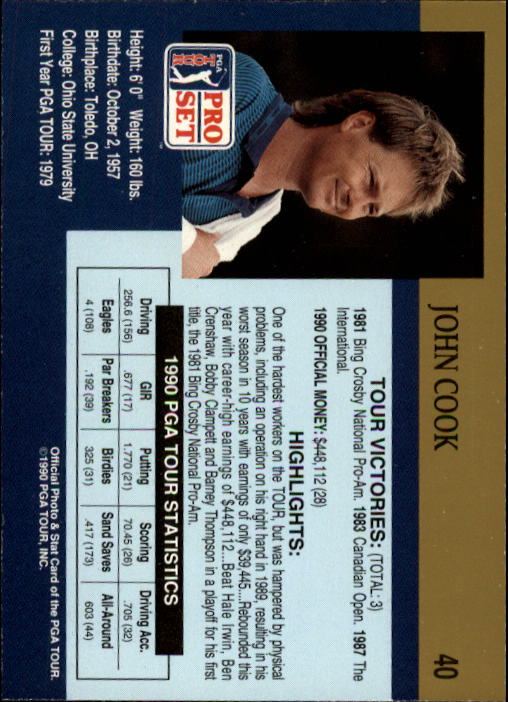 JOHN COOK
40
TOUR VICTORIES: (TOTAL: 3)
1981 Bing Crosby National Pro-Am. 1983 Canadian Open. 1987 The
International.
1990 OFFICIAL MONEY: $448,112 (28)
HIGHLIGHTS:
One of the hardest workers on the TOUR, but was hampered by physical
problems, including an operation on his right hand in 1989, resulting in his
worst season in 10 years with earnings of only $39,445....Rebounded this
year with career-high earnings of $448,112....Beat Hale Irwin, Ben
Crenshaw, Bobby Clampett and Barney Thompson in a playoff for his first
title, the 1981 Bing Crosby National Pro-Am.
PGA
TOUR
PRO
SET
TM
Height: 6' 0" Weight: 160 lbs.
Birthdate: October 2, 1957
Birthplace: Toledo, OH
College: Ohio State University
First Year PGA TOUR: 1979
1990 PGA TOUR STATISTICS
Driving GIR Putting Scoring Driving Acc.
256.6 (156) .677 (17) 1.770 (21) 70.45 (26) .705 (32)
Eagles Par Breakers Birdies Sand Saves All-Around
4 (108) .192 (39) 325 (31) .417 (173) 603 (44)
Official Photo & Stat Card of the PGA TOUR.
©1990 PGA TOUR, INC.